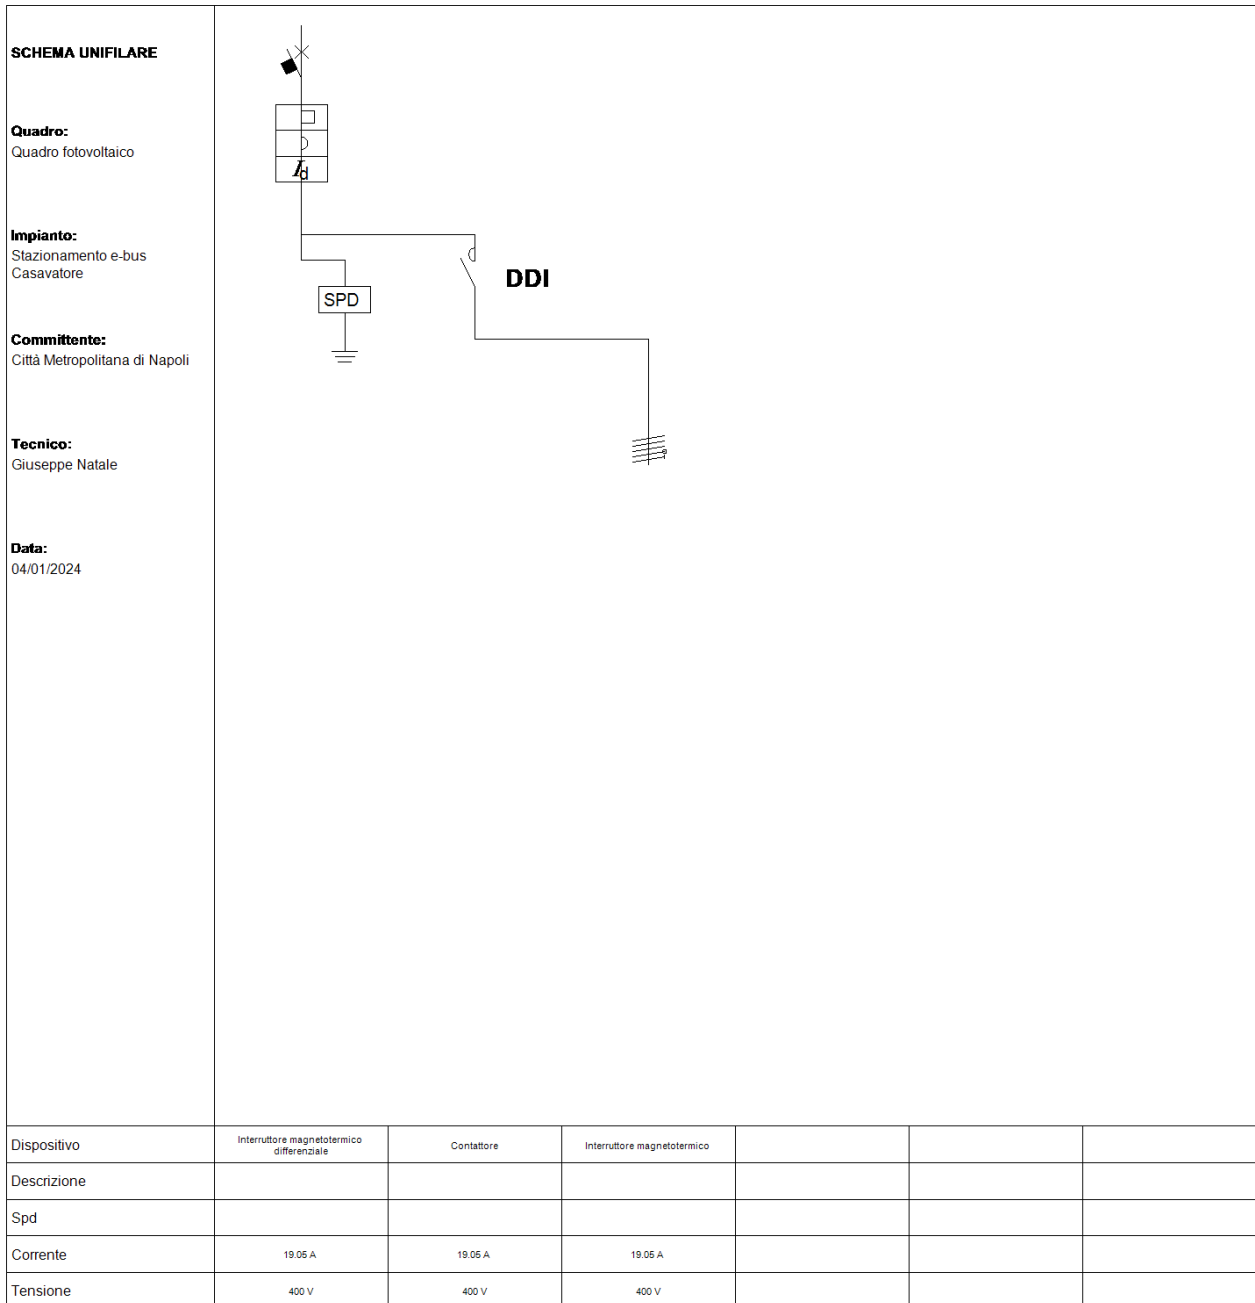 SCHEMA UNIFILARE
Quadro:
Quadro fotovoltaico
Impianto:
Stazionamento e-bus
Casavatore
Committente:
Città Metropolitana di Napoli
Tecnico:
Giuseppe Natale
Data:
04/01/2024
Id
SPD
DDI
Dispositivo
Interruttore magnetotermico
differenziale
Contattore
Interruttore magnetotermico
Descrizione
Spd
Corrente
19.05 A
19.05 A
19.05 A
Tensione
400 V
400 V
400 V